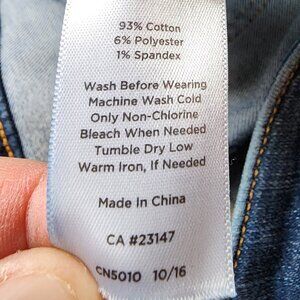 93% Cotton
6% Polyester
1% Spandex
Wash Before Wearing
Machine Wash Cold
Only Non-Chlorine
Bleach When Needed
Tumble Dry Low
Warm Iron, If Needed
Made In China
CA #23147
CN5010 10/16